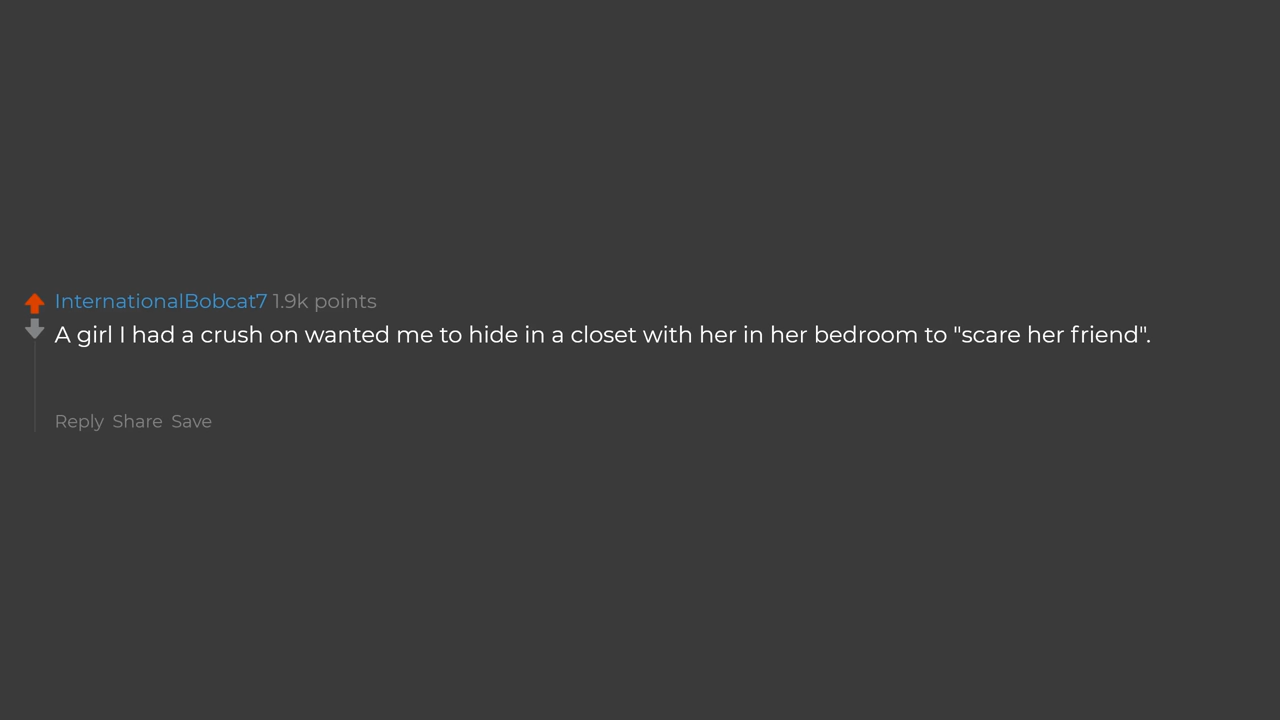 InternationalBobcat7 1.9k points
A girl I had a crush on wanted me to hide in a closet with her in her bedroom to "scare her friend".
Reply Share Save